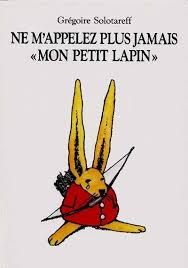 Grégoire Solotareff
NE M'APPELEZ PLUS JAMAIS
« MON PETIT LAPIN »